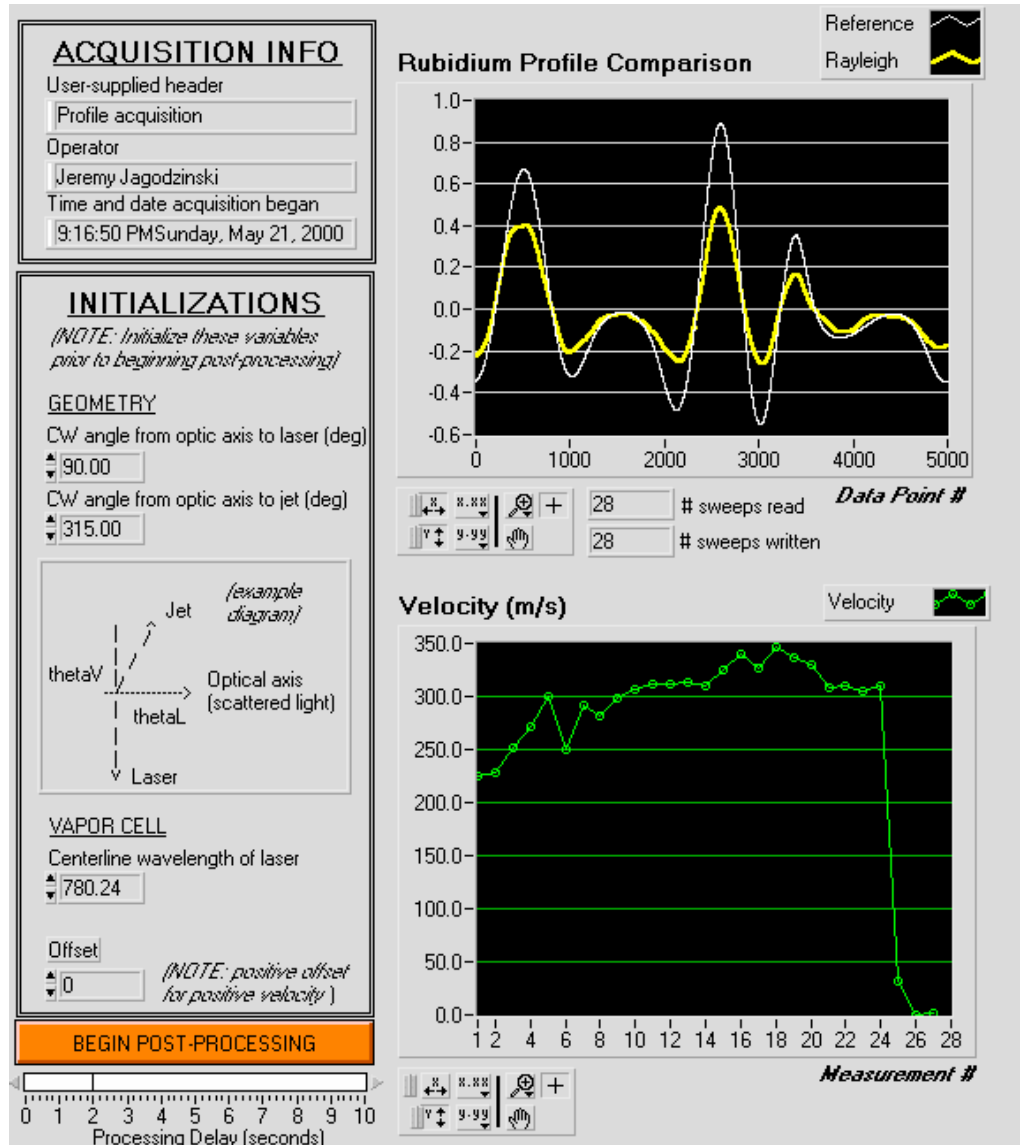 ACQUISITION INFO
User-supplied header
Profile acquisition
Operator
Jeremy Jagodzinski
Time and date acquisition began
9:16:50 PMSunday, May 21, 2000
INITIALIZATIONS
(NOTE: Initialize these variables
prior to beginning post-processing)
GEOMETRY
CW angle from optic axis to laser (deg)
90.00
CW angle from optic axis to jet (deg)
315.00
(example
diagram)
Jet
thetaV
Optical axis
(scattered light)
thetaL
Laser
VAPOR CELL
Centerline wavelength of laser
780.24
Offset
0
(NOTE: positive offset
for positive velocity )
BEGIN POST-PROCESSING
0 1 2 3 4 5 6 7 8 9 10
Processing Delay (seconds)
Reference
Rayleigh
Rubidium Profile Comparison
1.0
0.8
0.6
0.4
0.2
0.0
-0.2
-0.4
-0.6
0 1000 2000 3000 4000 5000
Data Point #
X X.XX
Y Y.YY
28 # sweeps read
28 # sweeps written
Velocity (m/s)
Velocity
350.0
300.0
250.0
200.0
150.0
100.0
50.0
0.0
1 2 4 6 8 10 12 14 16 18 20 22 24 26 28
Measurement #
X X.XX
Y Y.YY